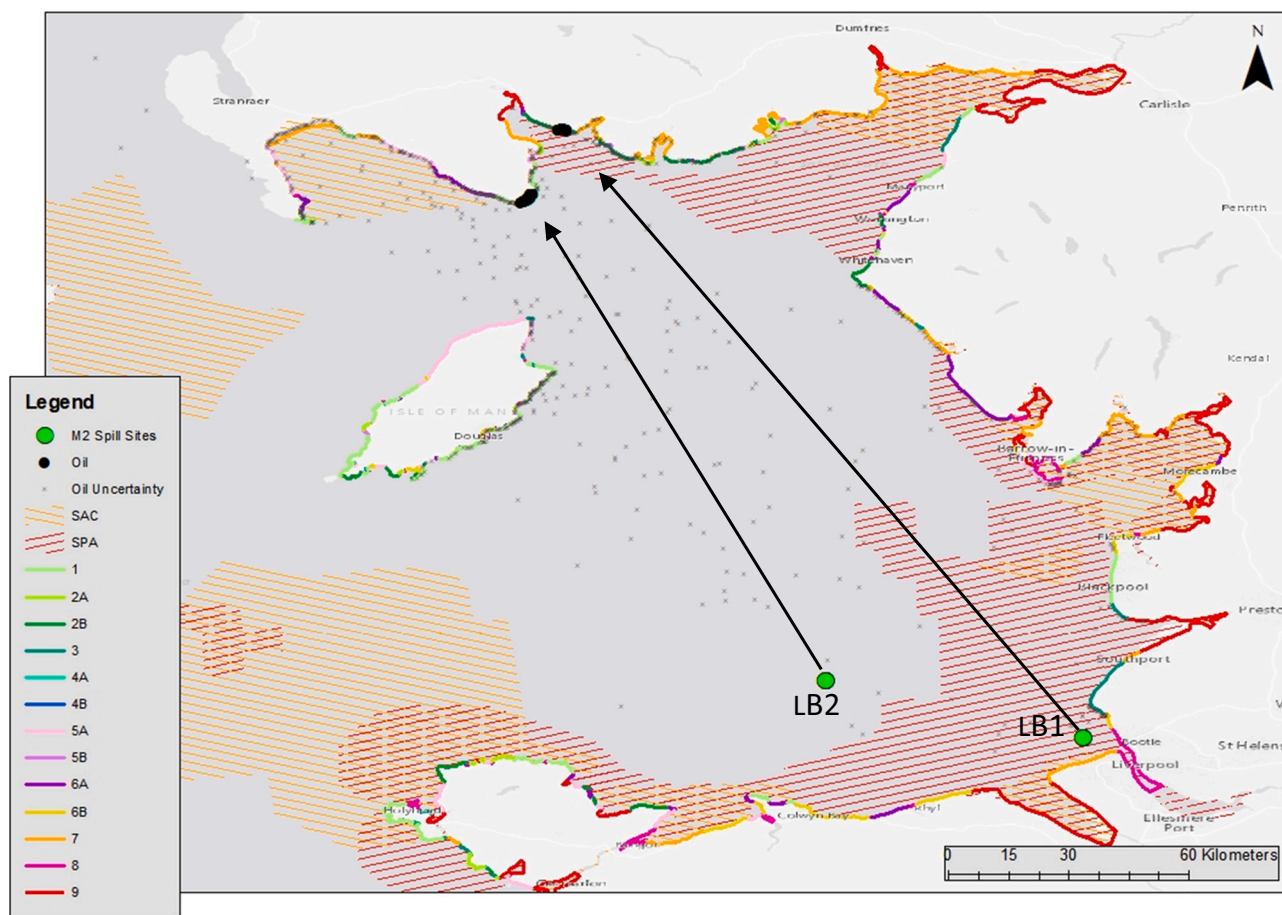 N
Dumfries
Stranraer
Carlisle
Maryport
Penrith
Workington
Whitehaven
Kendal
ISLE OF MAN
Douglas
Barrow-in-
Furness
Morecambe
Fleetwood
Blackpool
Presto
Southport
LB2
LB1
Bootle
St Helens
Liverpool
Ellesmere
Port
Holyhead
Colwyn Bay
Rhyl
Bangor
Caernarfon
0 15 30 60 Kilometers
Legend
M2 Spill Sites
Oil
Oil Uncertainty
SAC
SPA
1
2A
2B
3
4A
4B
5A
5B
6A
6B
7
8
9